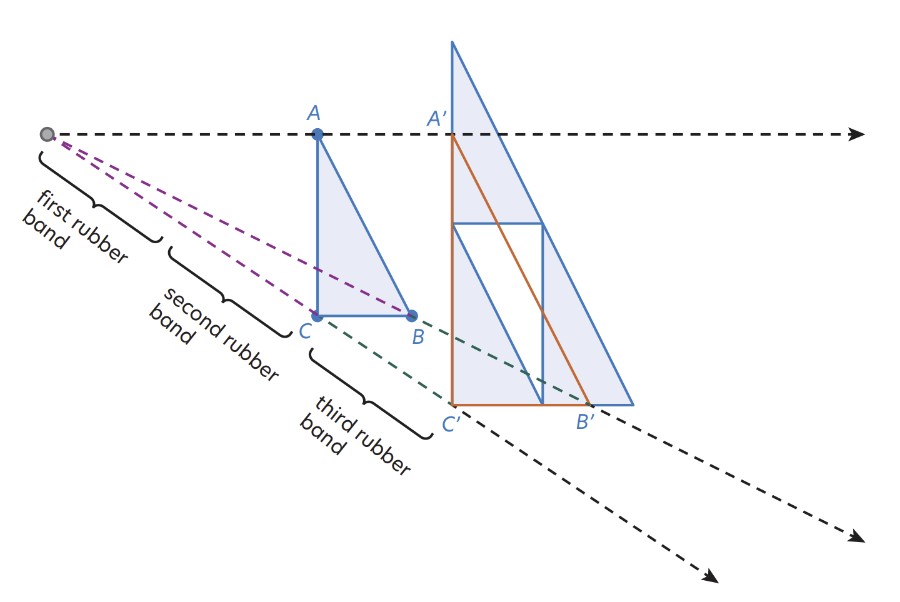 A
A′
first rubber
band
second rubber
band
C
B
third rubber
band
C′
B′